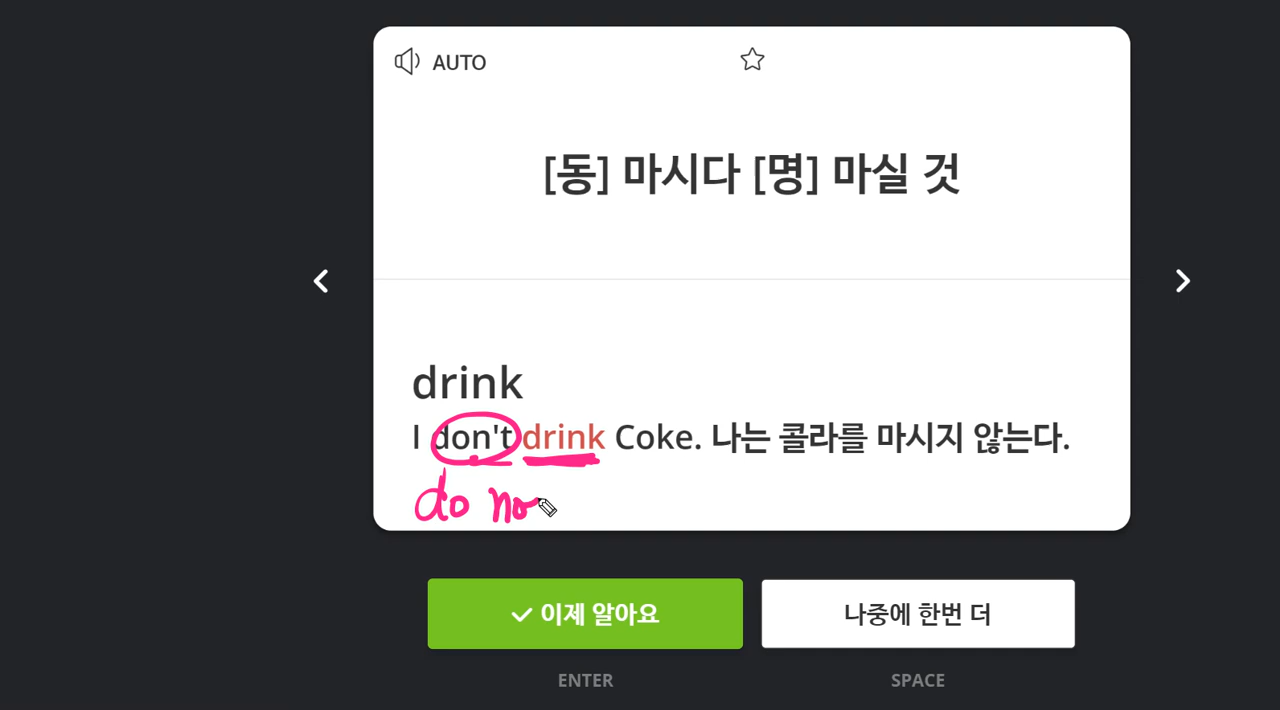 AUTO
[동] 마시다 [명] 마실 것
drink
I don't drink Coke. 나는 콜라를 마시지 않는다.
do no
이제 알아요
나중에 한번 더
ENTER
SPACE